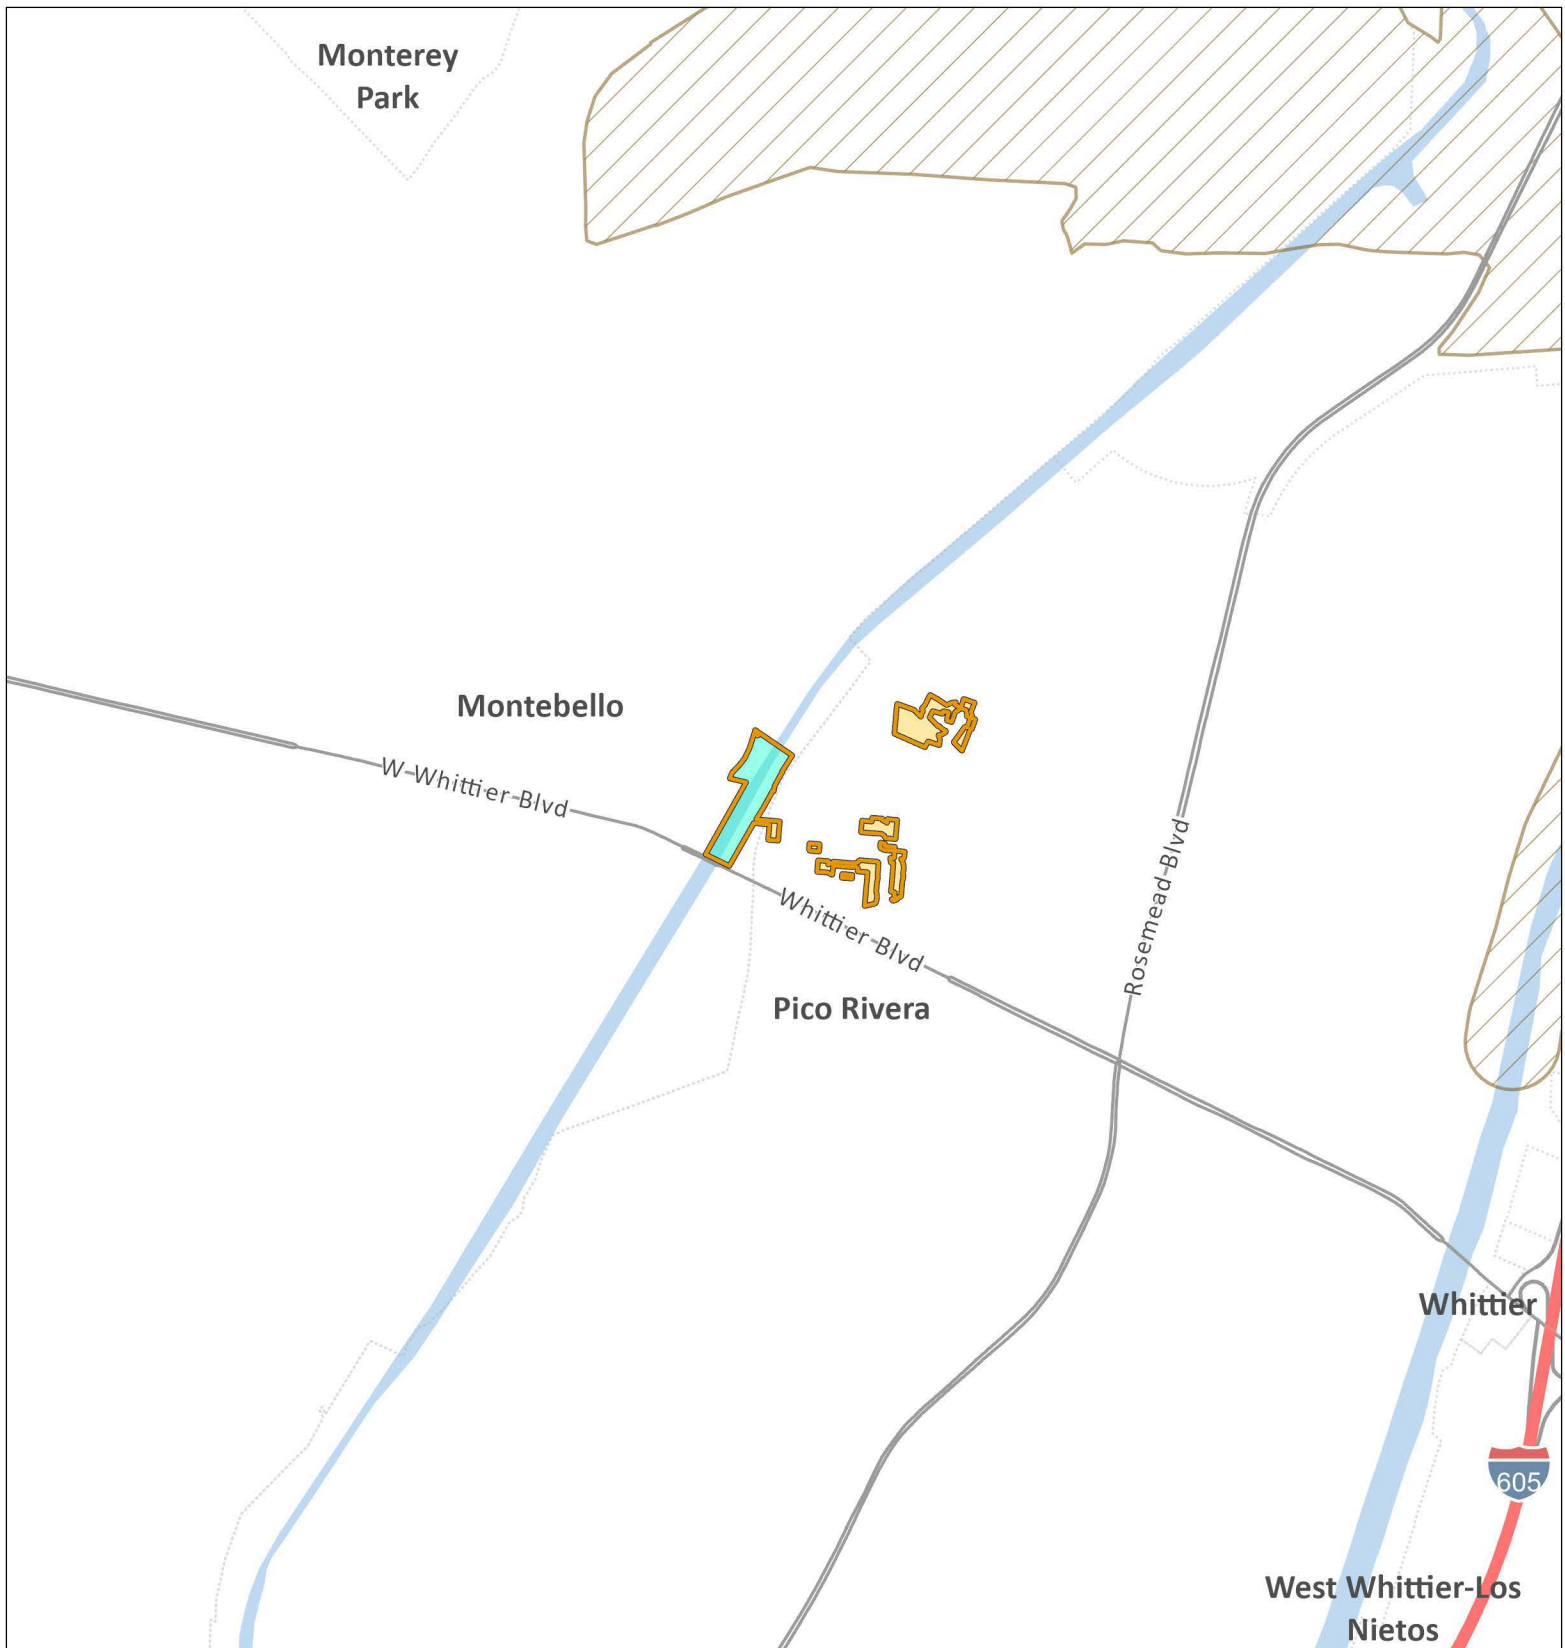 Monterey
Park
Montebello
W Whittier Blvd
Whittier Blvd
Rosemead Blvd
Pico Rivera
Whittier
605
West Whittier-Los
Nietos